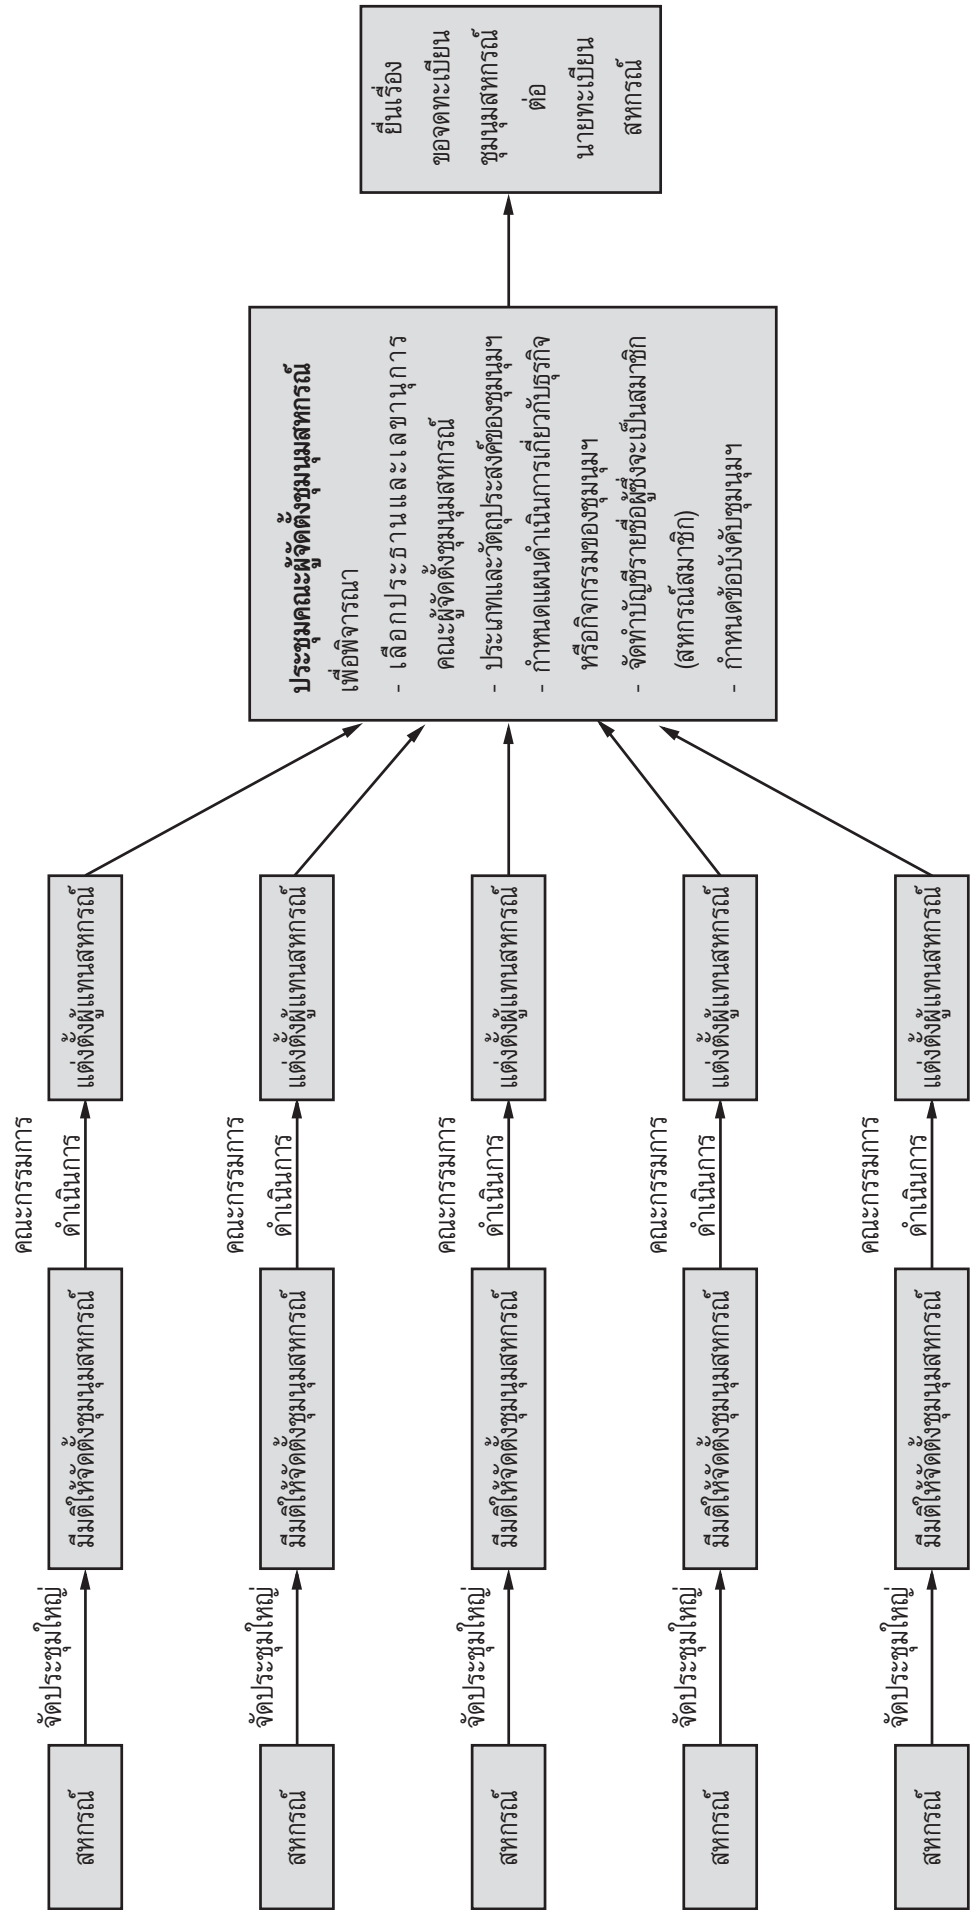 สหกรณ์
จัดประชุมใหญ่
มีมติให้จัดตั้งชุมนุมสหกรณ์
คณะกรรมการ
ดำเนินการ
แต่งตั้งผู้แทนสหกรณ์
สหกรณ์
จัดประชุมใหญ่
มีมติให้จัดตั้งชุมนุมสหกรณ์
คณะกรรมการ
ดำเนินการ
แต่งตั้งผู้แทนสหกรณ์
สหกรณ์
จัดประชุมใหญ่
มีมติให้จัดตั้งชุมนุมสหกรณ์
คณะกรรมการ
ดำเนินการ
แต่งตั้งผู้แทนสหกรณ์
สหกรณ์
จัดประชุมใหญ่
มีมติให้จัดตั้งชุมนุมสหกรณ์
คณะกรรมการ
ดำเนินการ
แต่งตั้งผู้แทนสหกรณ์
สหกรณ์
จัดประชุมใหญ่
มีมติให้จัดตั้งชุมนุมสหกรณ์
คณะกรรมการ
ดำเนินการ
แต่งตั้งผู้แทนสหกรณ์
ประชุมคณะผู้จัดตั้งชุมนุมสหกรณ์
เพื่อพิจารณา
- เลือกประธานและเลขานุการ
คณะผู้จัดตั้งชุมนุมสหกรณ์
- ประเภทและวัตถุประสงค์ของชุมนุมฯ
- กำหนดแผนดำเนินการเกี่ยวกับธุรกิจ
หรือกิจกรรมของชุมนุมฯ
- จัดทำบัญชีรายชื่อผู้ซึ่งจะเป็นสมาชิก
(สหกรณ์สมาชิก)
- กำหนดข้อบังคับชุมนุมฯ
ยื่นเรื่อง
ขอจดทะเบียน
ชุมนุมสหกรณ์
ต่อ
นายทะเบียน
สหกรณ์